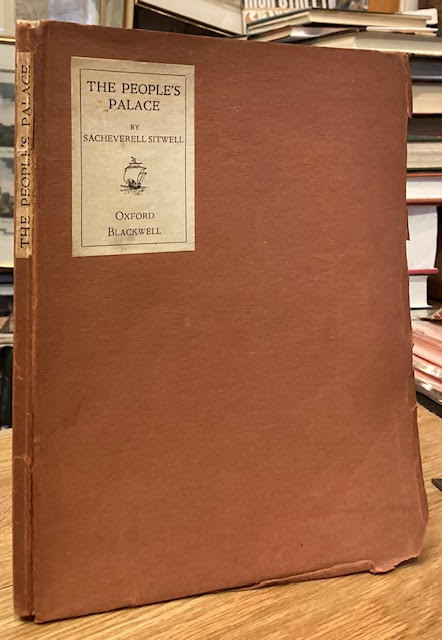 THE PEOPLE'S PALACE
THE PEOPLE'S
PALACE
BY
SACHEVERELL SITWELL
OXFORD
BLACKWELL